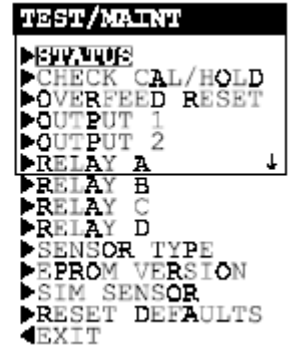 TEST/MAINT
▶STATUS
▶CHECK CAL/HOLD
▶OVERFEED RESET
▶OUTPUT 1
▶OUTPUT 2
▶RELAY A ↓
▶RELAY B
▶RELAY C
▶RELAY D
▶SENSOR TYPE
▶EPROM VERSION
▶SIM SENSOR
▶RESET DEFAULTS
◀EXIT